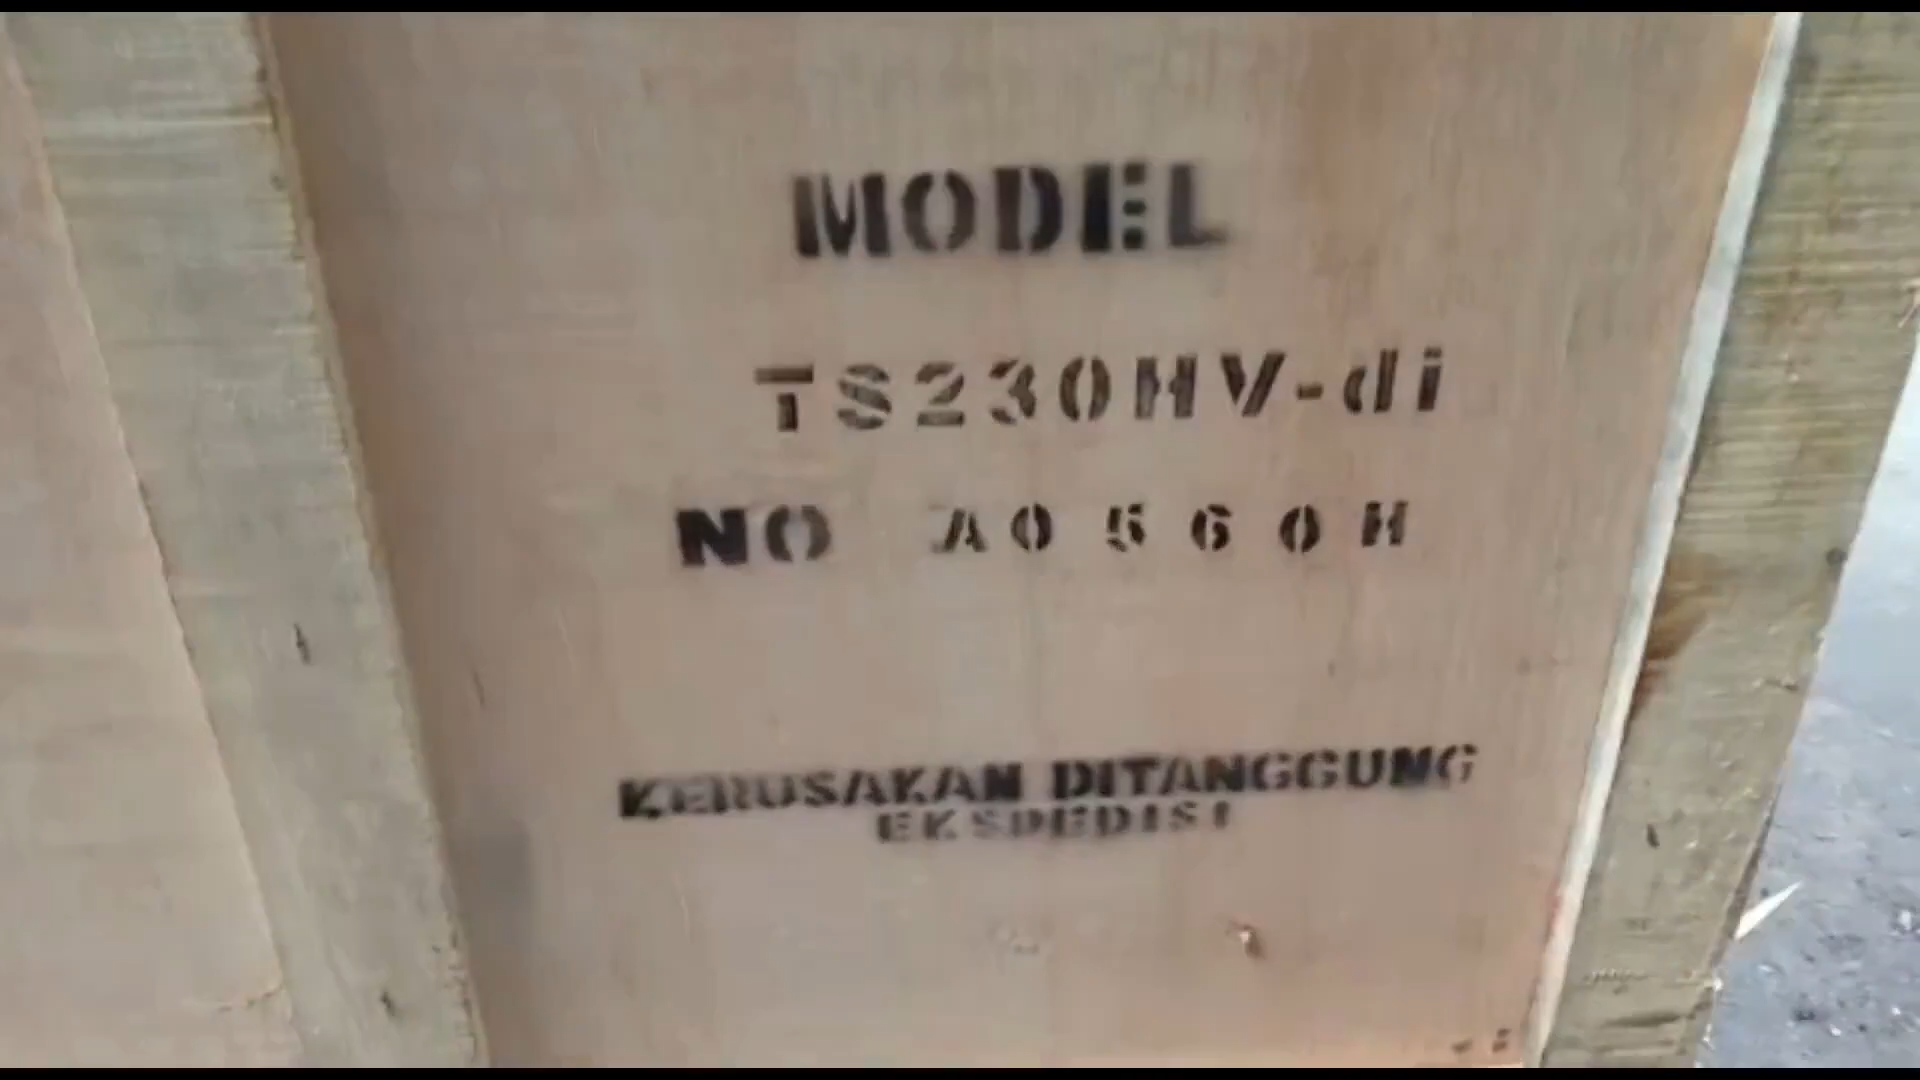 MODEL
TS230HV-di
NO A0560H
KERUSAKAN DITANGGUNG
EKSPEDISI